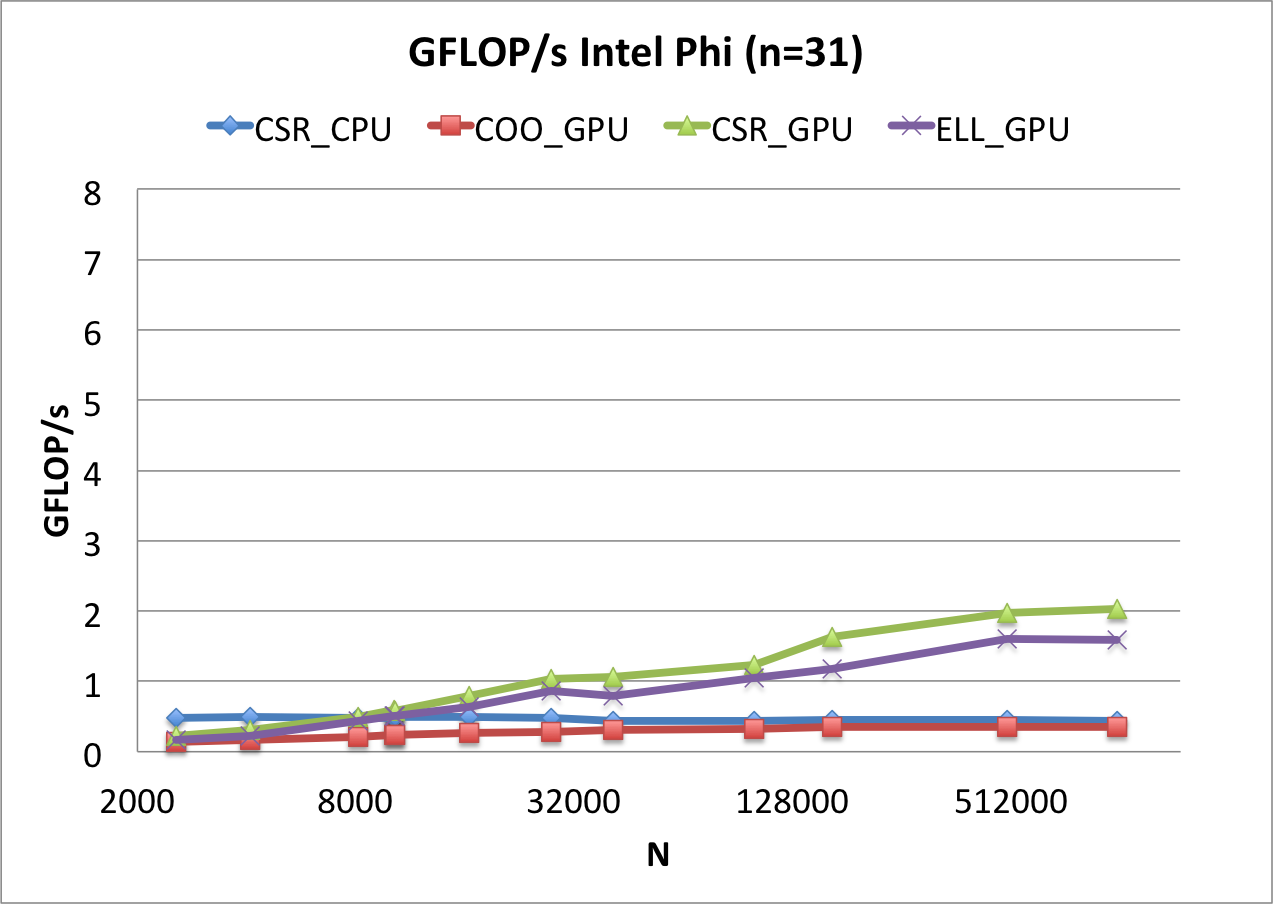 GFLOP/s Intel Phi (n=31)
CSR_CPU COO_GPU CSR_GPU ELL_GPU
8
7
6
5
4
3
2
1
0
GFLOP/s
2000 8000 32000 128000 512000
N